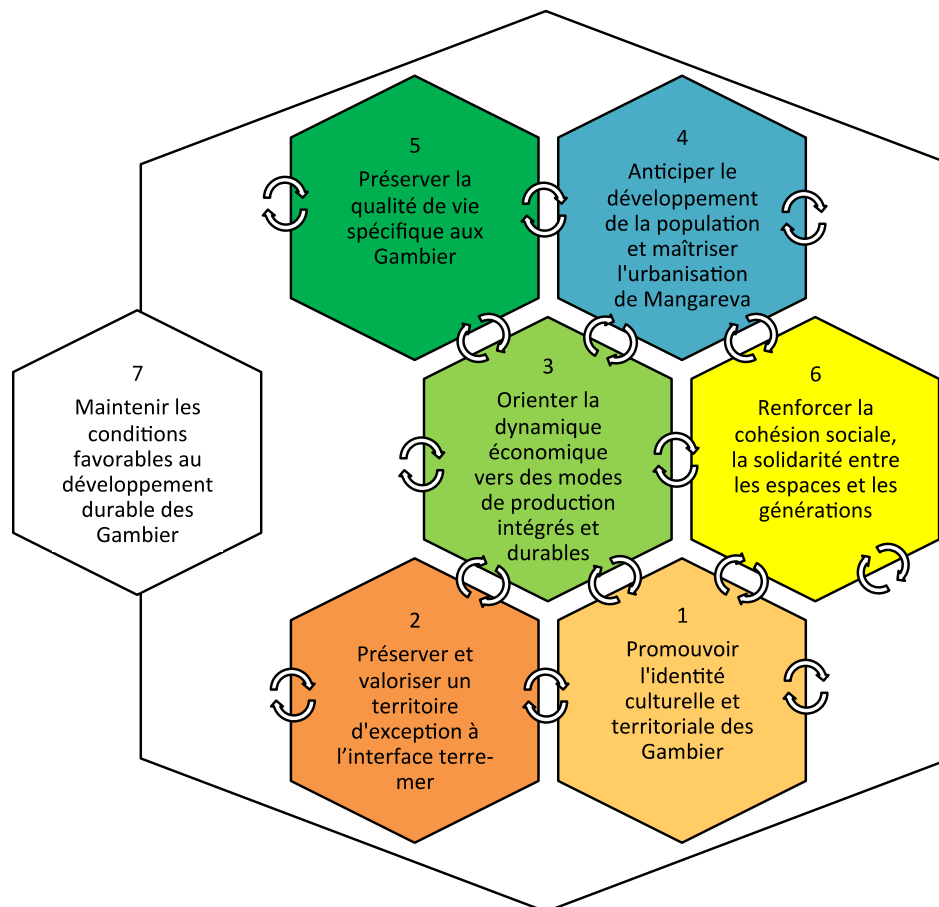 5
Préserver la
qualité de vie
spécifique aux
Gambier
4
Anticiper le
développement
de la population
et maîtriser
l'urbanisation
de Mangareva
7
Maintenir les
conditions
favorables au
développement
durable des
Gambier
3
Orienter la
dynamique
économique
vers des modes
de production
intégrés et
durables
6
Renforcer la
cohésion sociale,
la solidarité entre
les espaces et les
générations
2
Préserver et
valoriser un
territoire
d'exception à
l’interface terre-
mer
1
Promouvoir
l'identité
culturelle et
territoriale des
Gambier